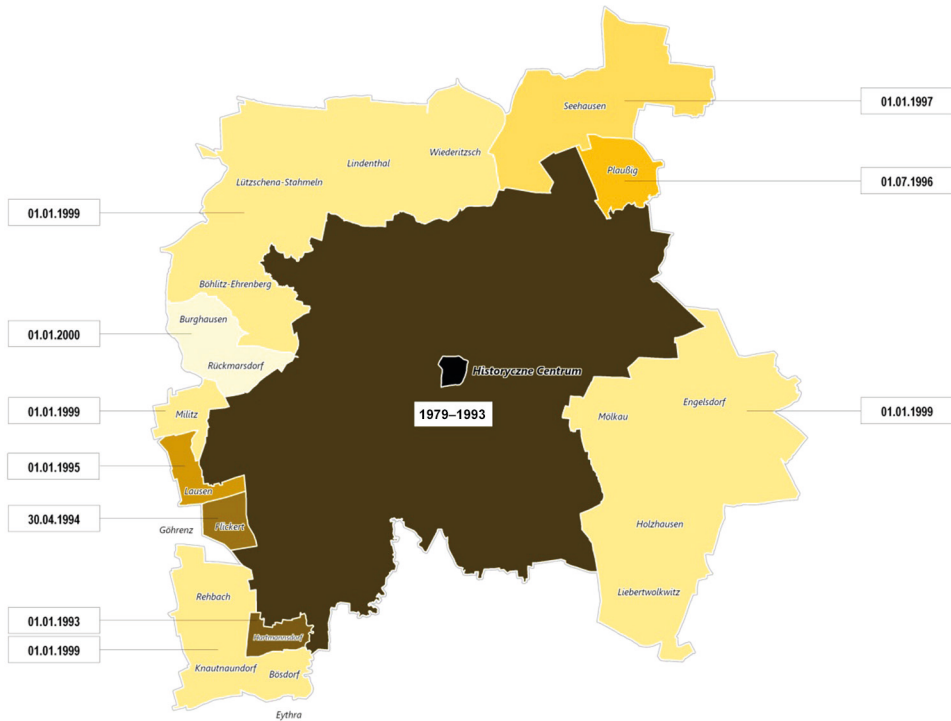 Seehausen
01.01.1997
Wiederitzsch
Lindenthal
Plaußig
01.07.1996
Lützschena-Stahmeln
01.01.1999
Böhlitz-Ehrenberg
Burghausen
01.01.2000
Rückmarsdorf
Historyczne Centrum
1979–1993
Engelsdorf
01.01.1999
Mölkau
01.01.1999
Militz
01.01.1995
Lausen
30.04.1994
Flickert
Göhrenz
Holzhausen
Liebertwolkwitz
Rehbach
01.01.1993
Hartmannsdorf
01.01.1999
Knautnaundorf
Bösdorf
Eythra